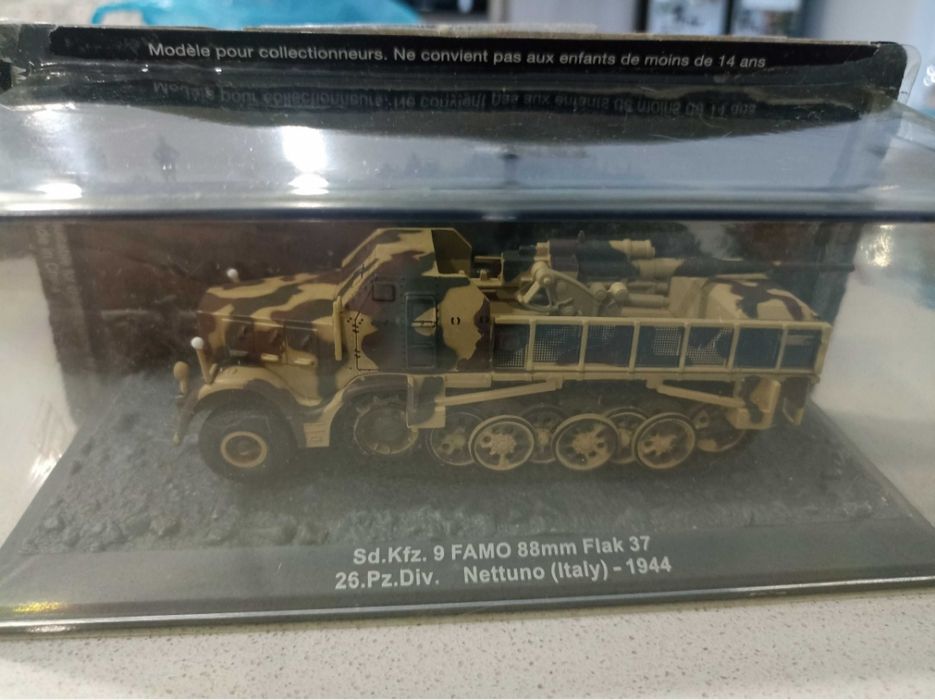 Modèle pour collectionneurs. Ne convient pas aux enfants de moins de 14 ans
Sd.Kfz. 9 FAMO 88mm Flak 37
26.Pz.Div. Nettuno (Italy) - 1944